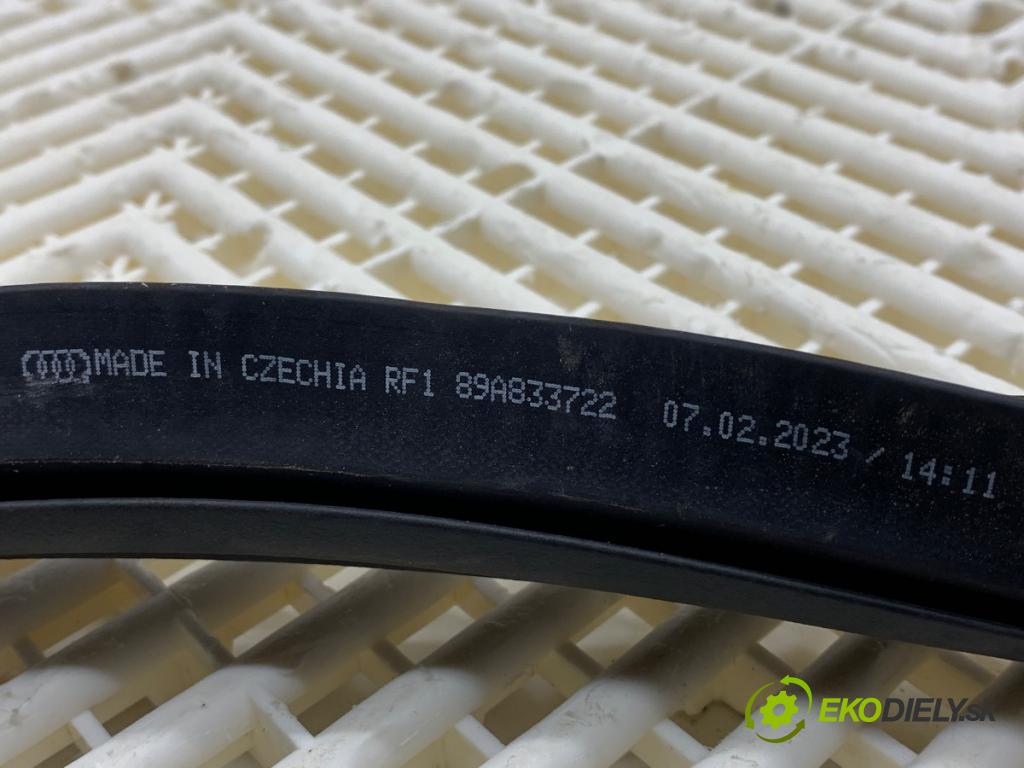 MADE IN CZECHIA RF1 89A833722 07.02.2023 / 14:11
EKODIELY.sk